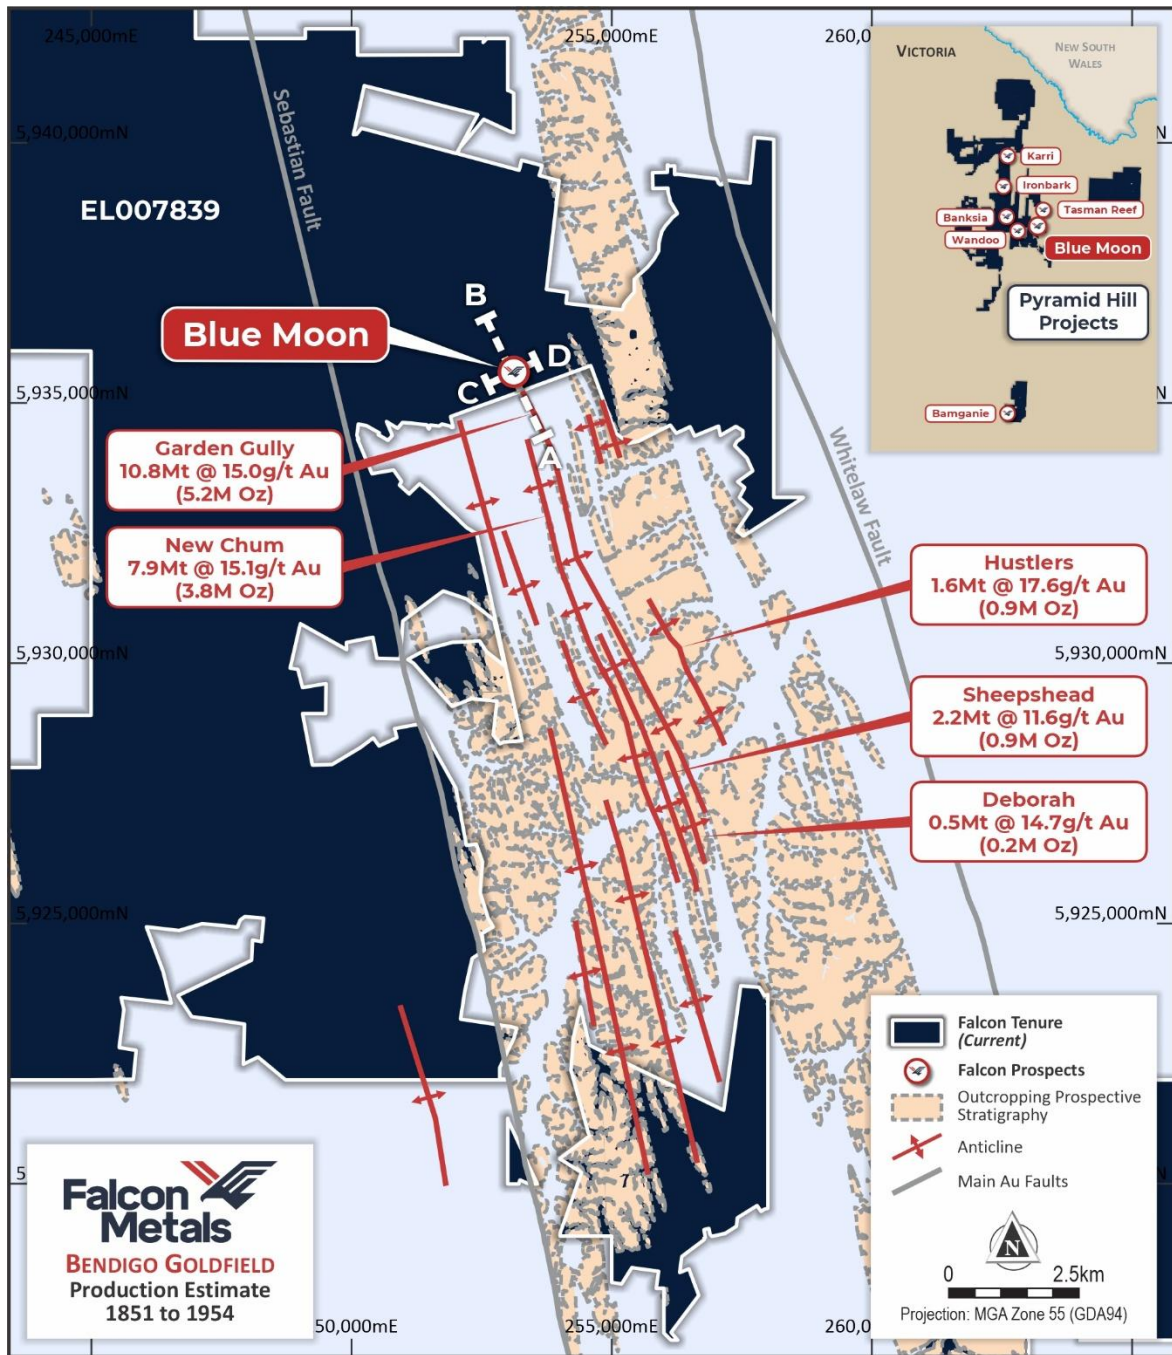 245,000mE
255,000mE
260,0
5,940,000mN
Sebastian Fault
EL007839
VICTORIA
NEW SOUTH
WALES
Karri
Ironbark
Banksia
Tasman Reef
Wandoo
Blue Moon
Pyramid Hill
Projects
Bamganie
B
Blue Moon
D
C
A
5,935,000mN
N
Garden Gully
10.8Mt @ 15.0g/t Au
(5.2M Oz)
Whitelaw Fault
New Chum
7.9Mt @ 15.1g/t Au
(3.8M Oz)
Hustlers
1.6Mt @ 17.6g/t Au
(0.9M Oz)
5,930,000mN
5,930,000mN
Sheepshead
2.2Mt @ 11.6g/t Au
(0.9M Oz)
Deborah
0.5Mt @ 14.7g/t Au
(0.2M Oz)
5,925,000mN
5,925,000mN
Falcon Tenure
(Current)
Falcon Prospects
Outcropping Prospective
Stratigraphy
Anticline
Main Au Faults
N
0 2.5km
Projection: MGA Zone 55 (GDA94)
Falcon
Metals
BENDIGO GOLDFIELD
Production Estimate
1851 to 1954
50,000mE
255,000mE
260,0